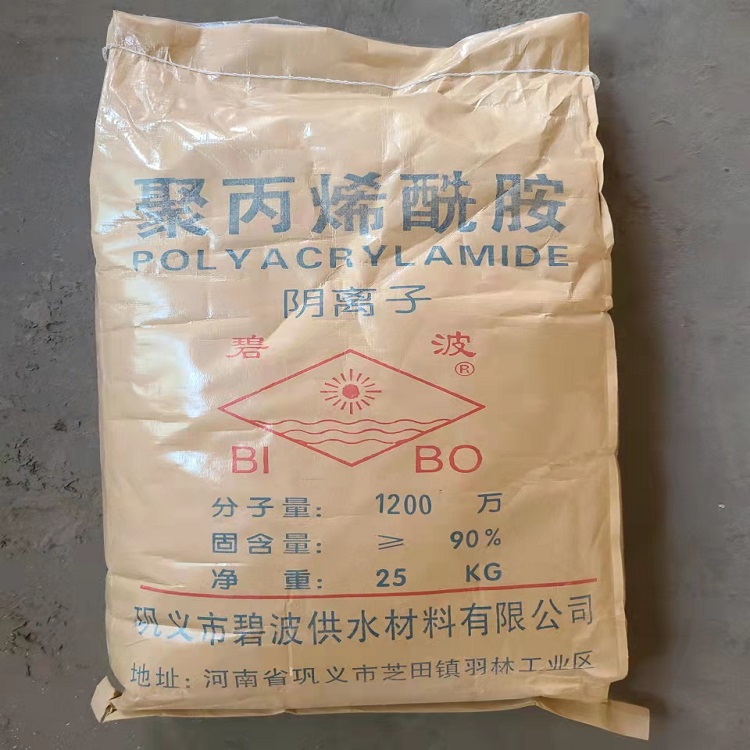 聚丙烯酰胺
POLYACRYLAMIDE
阴离子
碧 波
®
BI BO
分子量: 1200 万
固含量: ≥ 90%
净 重: 25 KG
巩义市碧波供水材料有限公司
地址: 河南省巩义市芝田镇羽林工业区